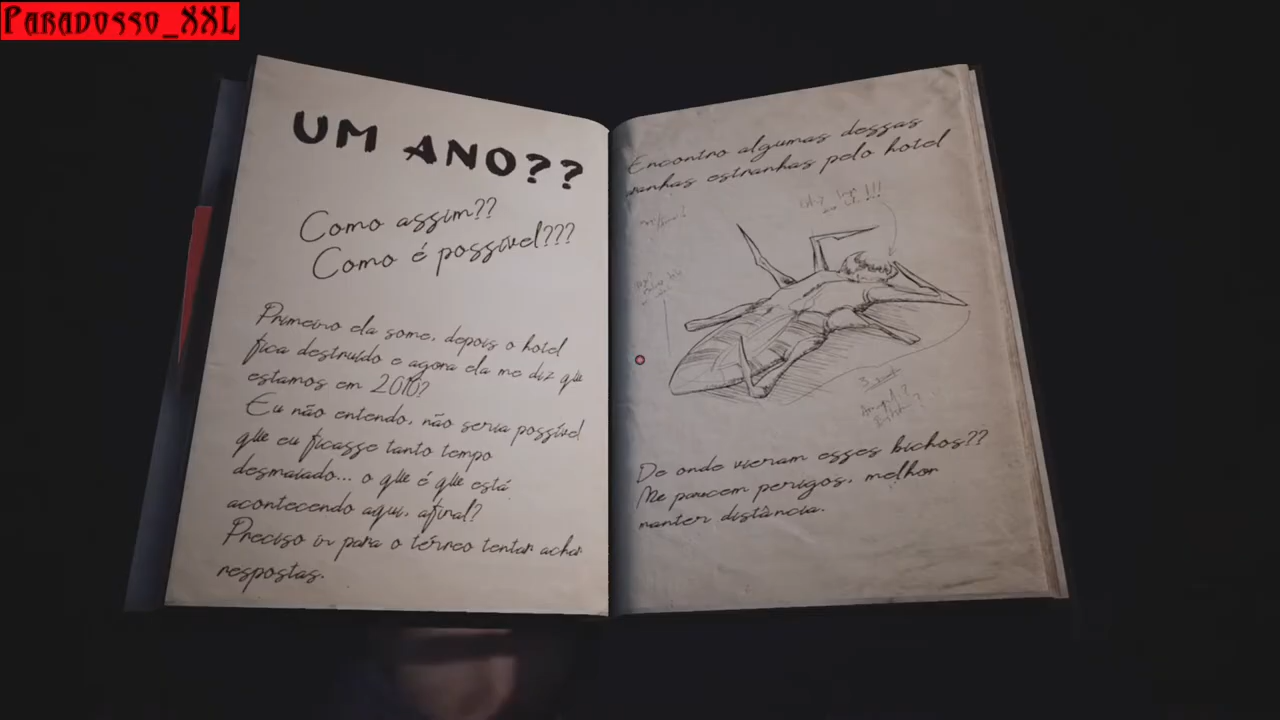 Paradosso_XXL
UM ANO??
Como assim??
Como é possível???
Primeiro ela some, depois o hotel
fica destruído e agora ela me diz que
estamos em 2010?
Eu não entendo, não seria possível
que eu ficasse tanto tempo
desmaiado... o que é que está
acontecendo aqui, afinal?
Preciso ir para o térreo tentar achar
respostas.
Encontro algumas dessas
aranhas estranhas pelo hotel
De onde vieram esses bichos??
Me parecem perigos, melhor
manter distância.